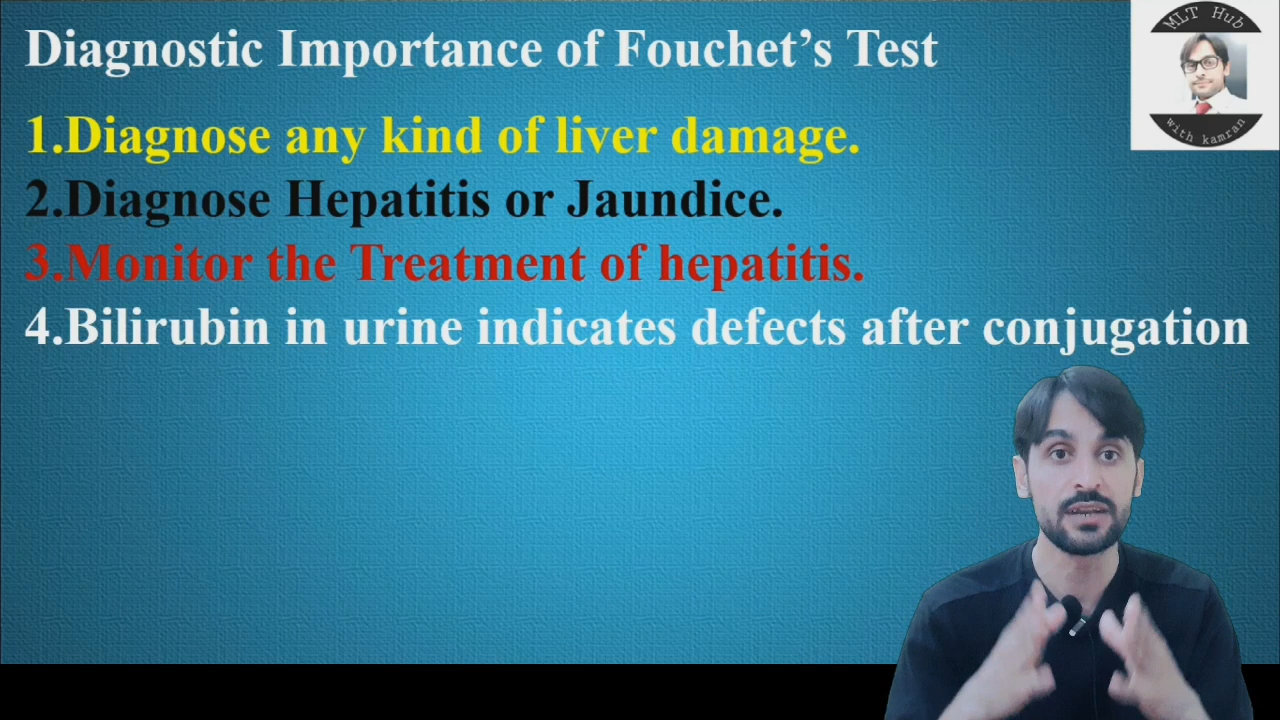 Diagnostic Importance of Fouchet's Test
1.Diagnose any kind of liver damage.
2.Diagnose Hepatitis or Jaundice.
3.Monitor the Treatment of hepatitis.
4.Bilirubin in urine indicates defects after conjugation
MLT Hub
with kamran